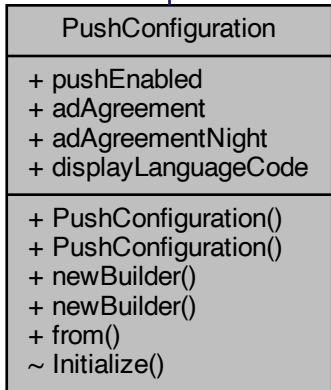 PushConfiguration
+ pushEnabled
+ adAgreement
+ adAgreementNight
+ displayLanguageCode
+ PushConfiguration()
+ PushConfiguration()
+ newBuilder()
+ newBuilder()
+ from()
~ Initialize()